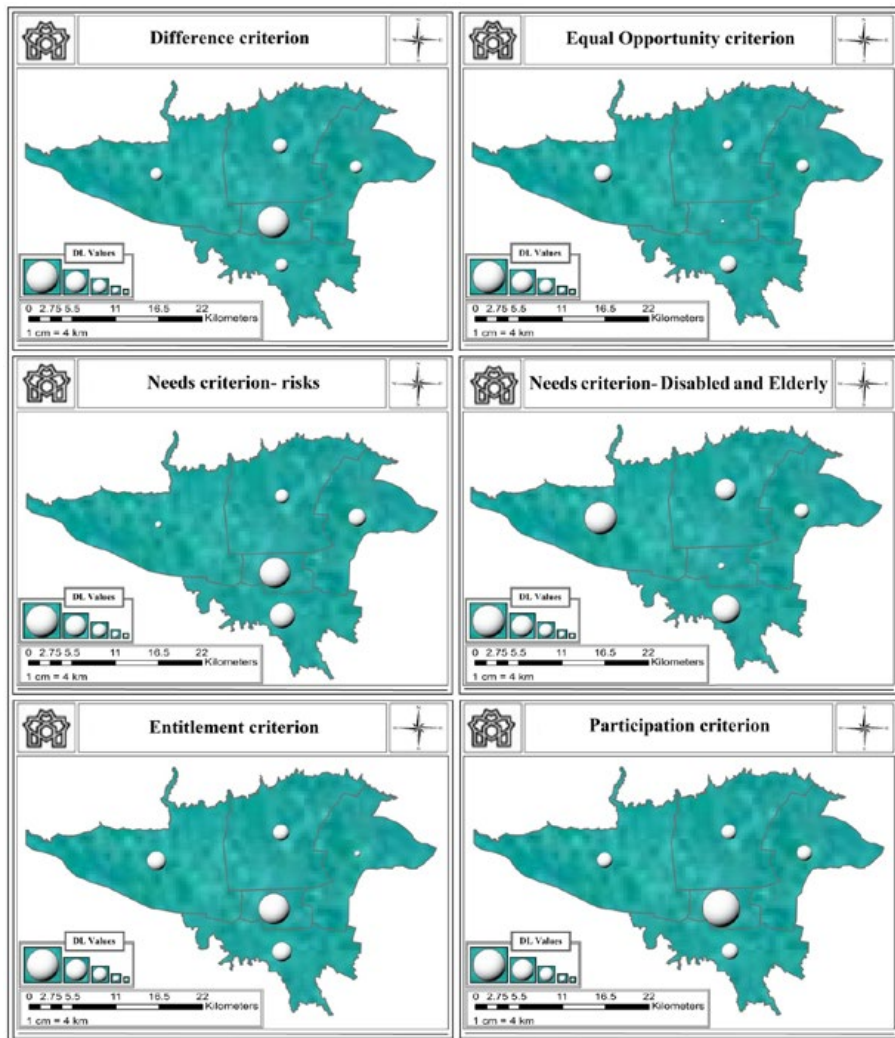 Difference criterion
DL Values
0 2.75 5.5 11 16.5 22
Kilometers
1 cm = 4 km
Equal Opportunity criterion
DL Values
0 2.75 5.5 11 16.5 22
Kilometers
1 cm = 4 km
Needs criterion- risks
DL Values
0 2.75 5.5 11 16.5 22
Kilometers
1 cm = 4 km
Needs criterion- Disabled and Elderly
DL Values
0 2.75 5.5 11 16.5 22
Kilometers
1 cm = 4 km
Entitlement criterion
DL Values
0 2.75 5.5 11 16.5 22
Kilometers
1 cm = 4 km
Participation criterion
DL Values
0 2.75 5.5 11 16.5 22
Kilometers
1 cm = 4 km